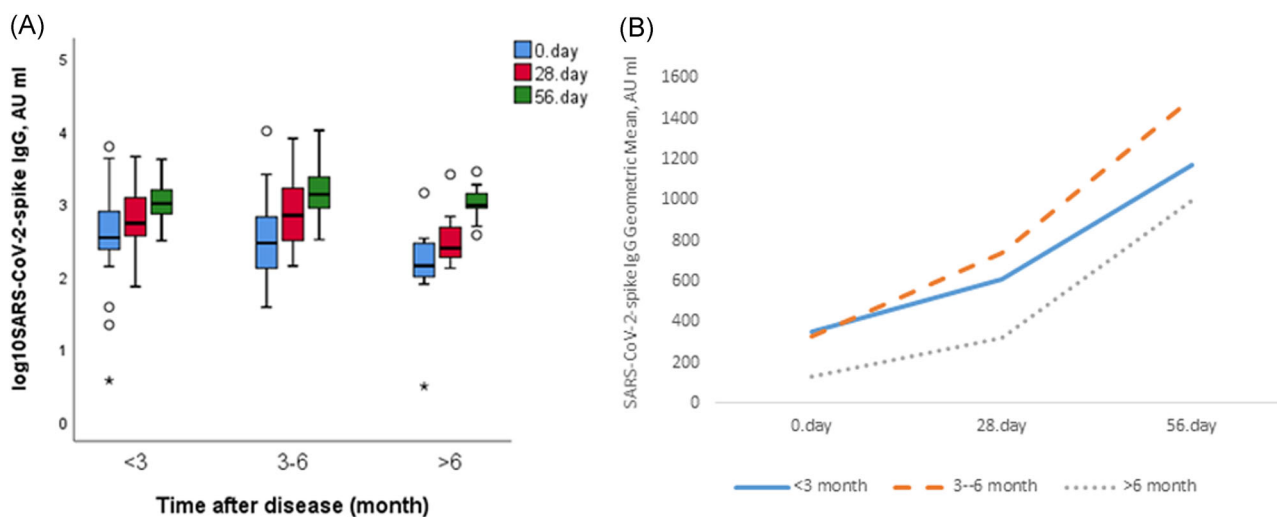 (A)
log10SARS-CoV-2-spike IgG, AU ml
5
4
3
2
1
0
0.day
28.day
56.day
<3
3-6
>6
Time after disease (month)
(B)
SARS-CoV-2-spike IgG Geometric Mean, AU ml
1600
1400
1200
1000
800
600
400
200
0
0.day
28.day
56.day
<3 month
3--6 month
>6 month